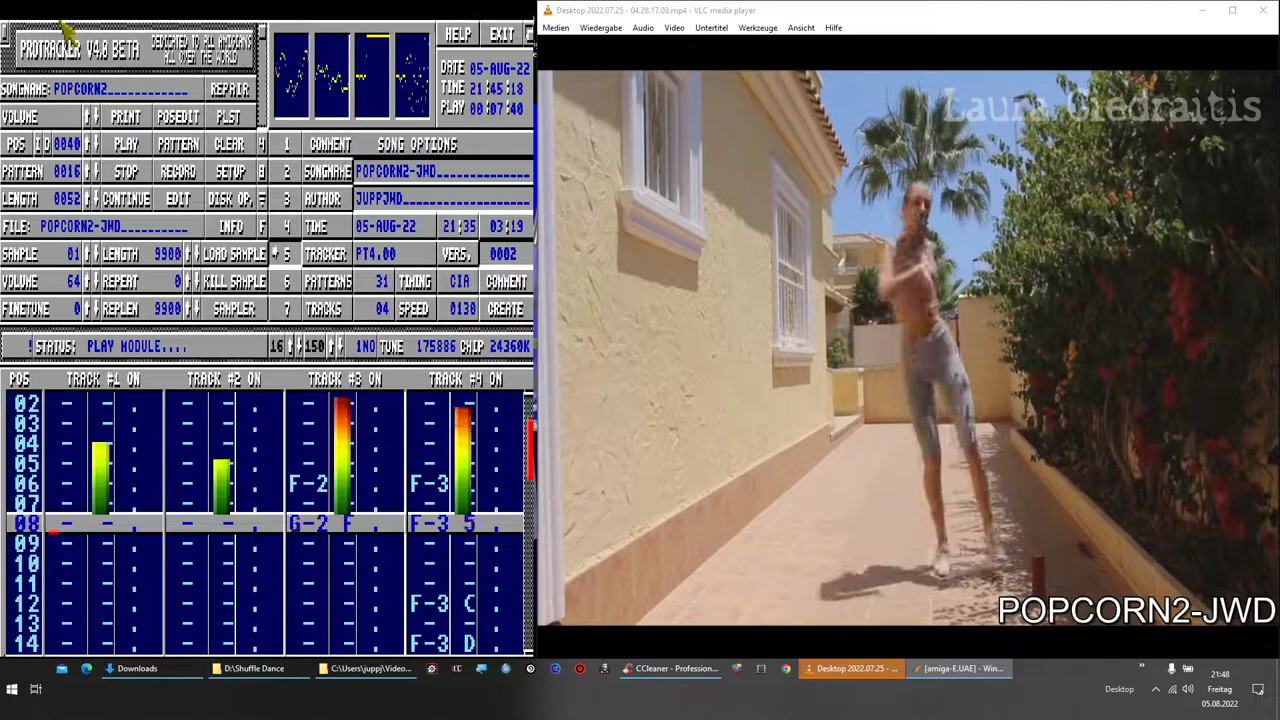 PROTRACKER V4.0 BETA
DEDICATED TO ALL AMIGIANS
ALL OVER THE WORLD
HELP EXIT
DATE 05-AUG-22
TIME 21:45:18
PLAY 00:07:40
SONGNAME:POPCORN2___________ REPAIR
VOLUME PRINT POSEDIT PLST
POS I D 0040 PLAY PATTERN CLEAR 1 COMMENT SONG OPTIONS
PATTERN 0016 STOP RECORD SETUP 2 SONGNAME POPCORN2-JWD
LENGTH 0052 CONTINUE EDIT DISK OP. 3 AUTHOR JUPPJWD
FILE: POPCORN2-JWD INFO F 4 TIME 05-AUG-22 21:35 03:19
SAMPLE 01 LENGTH 9900 LOAD SAMPLE 5 TRACKER PT4.00 VERS. 0002
VOLUME 64 REPEAT 0 KILL SAMPLE 6 PATTERNS 31 TIMING CIA COMMENT
FINETUNE 0 REPLEN 9900 SAMPLER 7 TRACKS 04 SPEED 0130 CREATE
! STATUS: PLAY MODULE.... 16 150 INO TUNE 175886 CHIP 24360K
POS TRACK #1 ON TRACK #2 ON TRACK #3 ON TRACK #4 ON
02
03
04
05
06 F-2 F-3
07
08 G-2 F F-3 5
09
10
11
12 F-3 C
13
14 F-3 D
Desktop 2022.07.25 - 04.28.17.03.mp4 - VLC media player
Medien Wiedergabe Audio Video Untertitel Werkzeuge Ansicht Hilfe
Laura Giedraitis
POPCORN2-JWD
Downloads D:\Shuffle Dance C:\Users\juppj\Video... CCleaner - Profession... Desktop 2022.07.25 - ... [amiga-E.UAE] - Win...
21:48
Desktop Freitag
05.08.2022